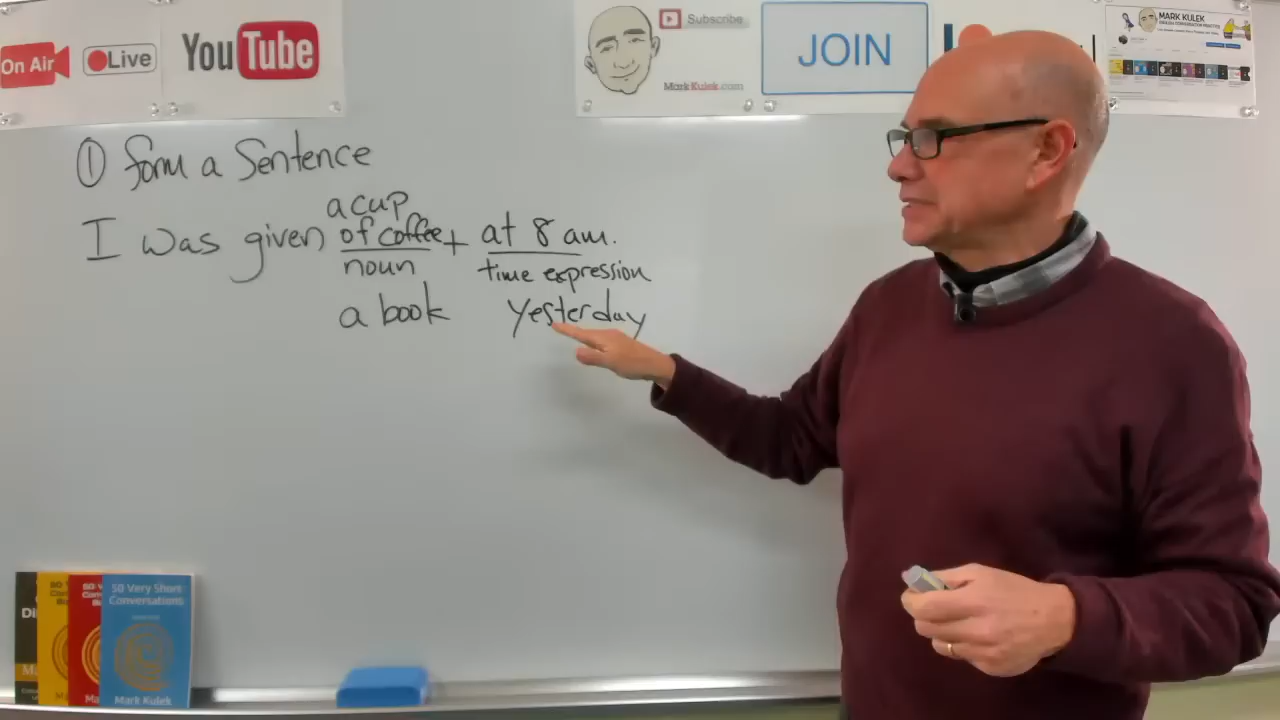 On Air
Live
YouTube
Subscribe
MarkKulek.com
JOIN
MARK KULEK
① Form a Sentence
a cup
I was given of coffee + at 8 am.
noun time expression
a book yesterday
50 Very Short
Conversations
Mark Kulek